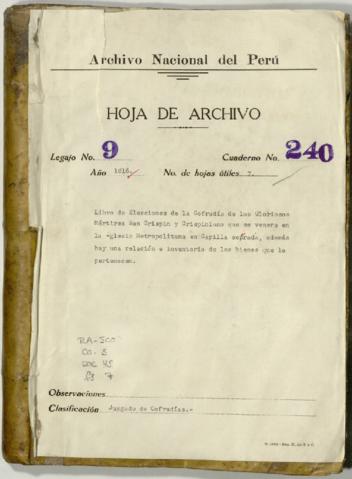 Archivo Nacional del Perú
HOJA DE ARCHIVO
Legajo No. 9 Cuaderno No. 240
Año 1616. No. de hojas útiles 7.
Libro de Elecciones de la Cofradía de los Gloriosos
Mártires San Crispín y Crispiniano que se venera en
la Iglesia Metropolitana en Capilla cerrada, además
hay una relación e inventario de los bienes que le
pertenecen.
RA-SCO
CO. 2
DOC 45
fs 7
Observaciones
Clasificación Juzgado de Cofradías.-